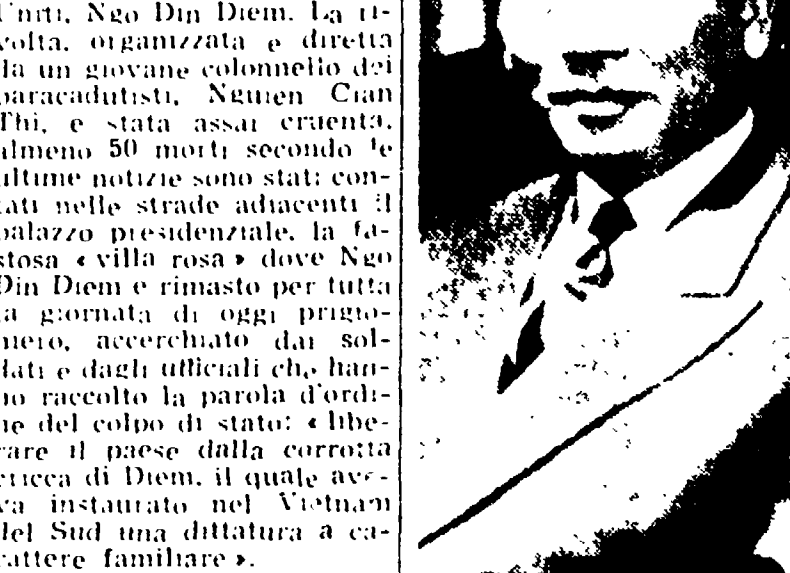 Uniti, Ngo Din Diem. La ri-
volta, organizzata e diretta
da un giovane colonnello dei
paracadutisti, Nguien Cian
Thi, e stata assai cruenta.
almeno 50 morti secondo le
ultime notizie sono stati con-
tati nelle strade adiacenti il
palazzo presidenziale, la fa-
stosa « villa rosa » dove Ngo
Din Diem e rimasto per tutta
la giornata di oggi prigio-
niero, accerchiato dai sol-
dati e dagli ufficiali che han-
no raccolto la parola d'ordi-
ne del colpo di stato: « libe-
rare il paese dalla corrotta
cricca di Diem, il quale ave-
va instaurato nel Vietnam
del Sud una dittatura a ca-
rattere familiare ».